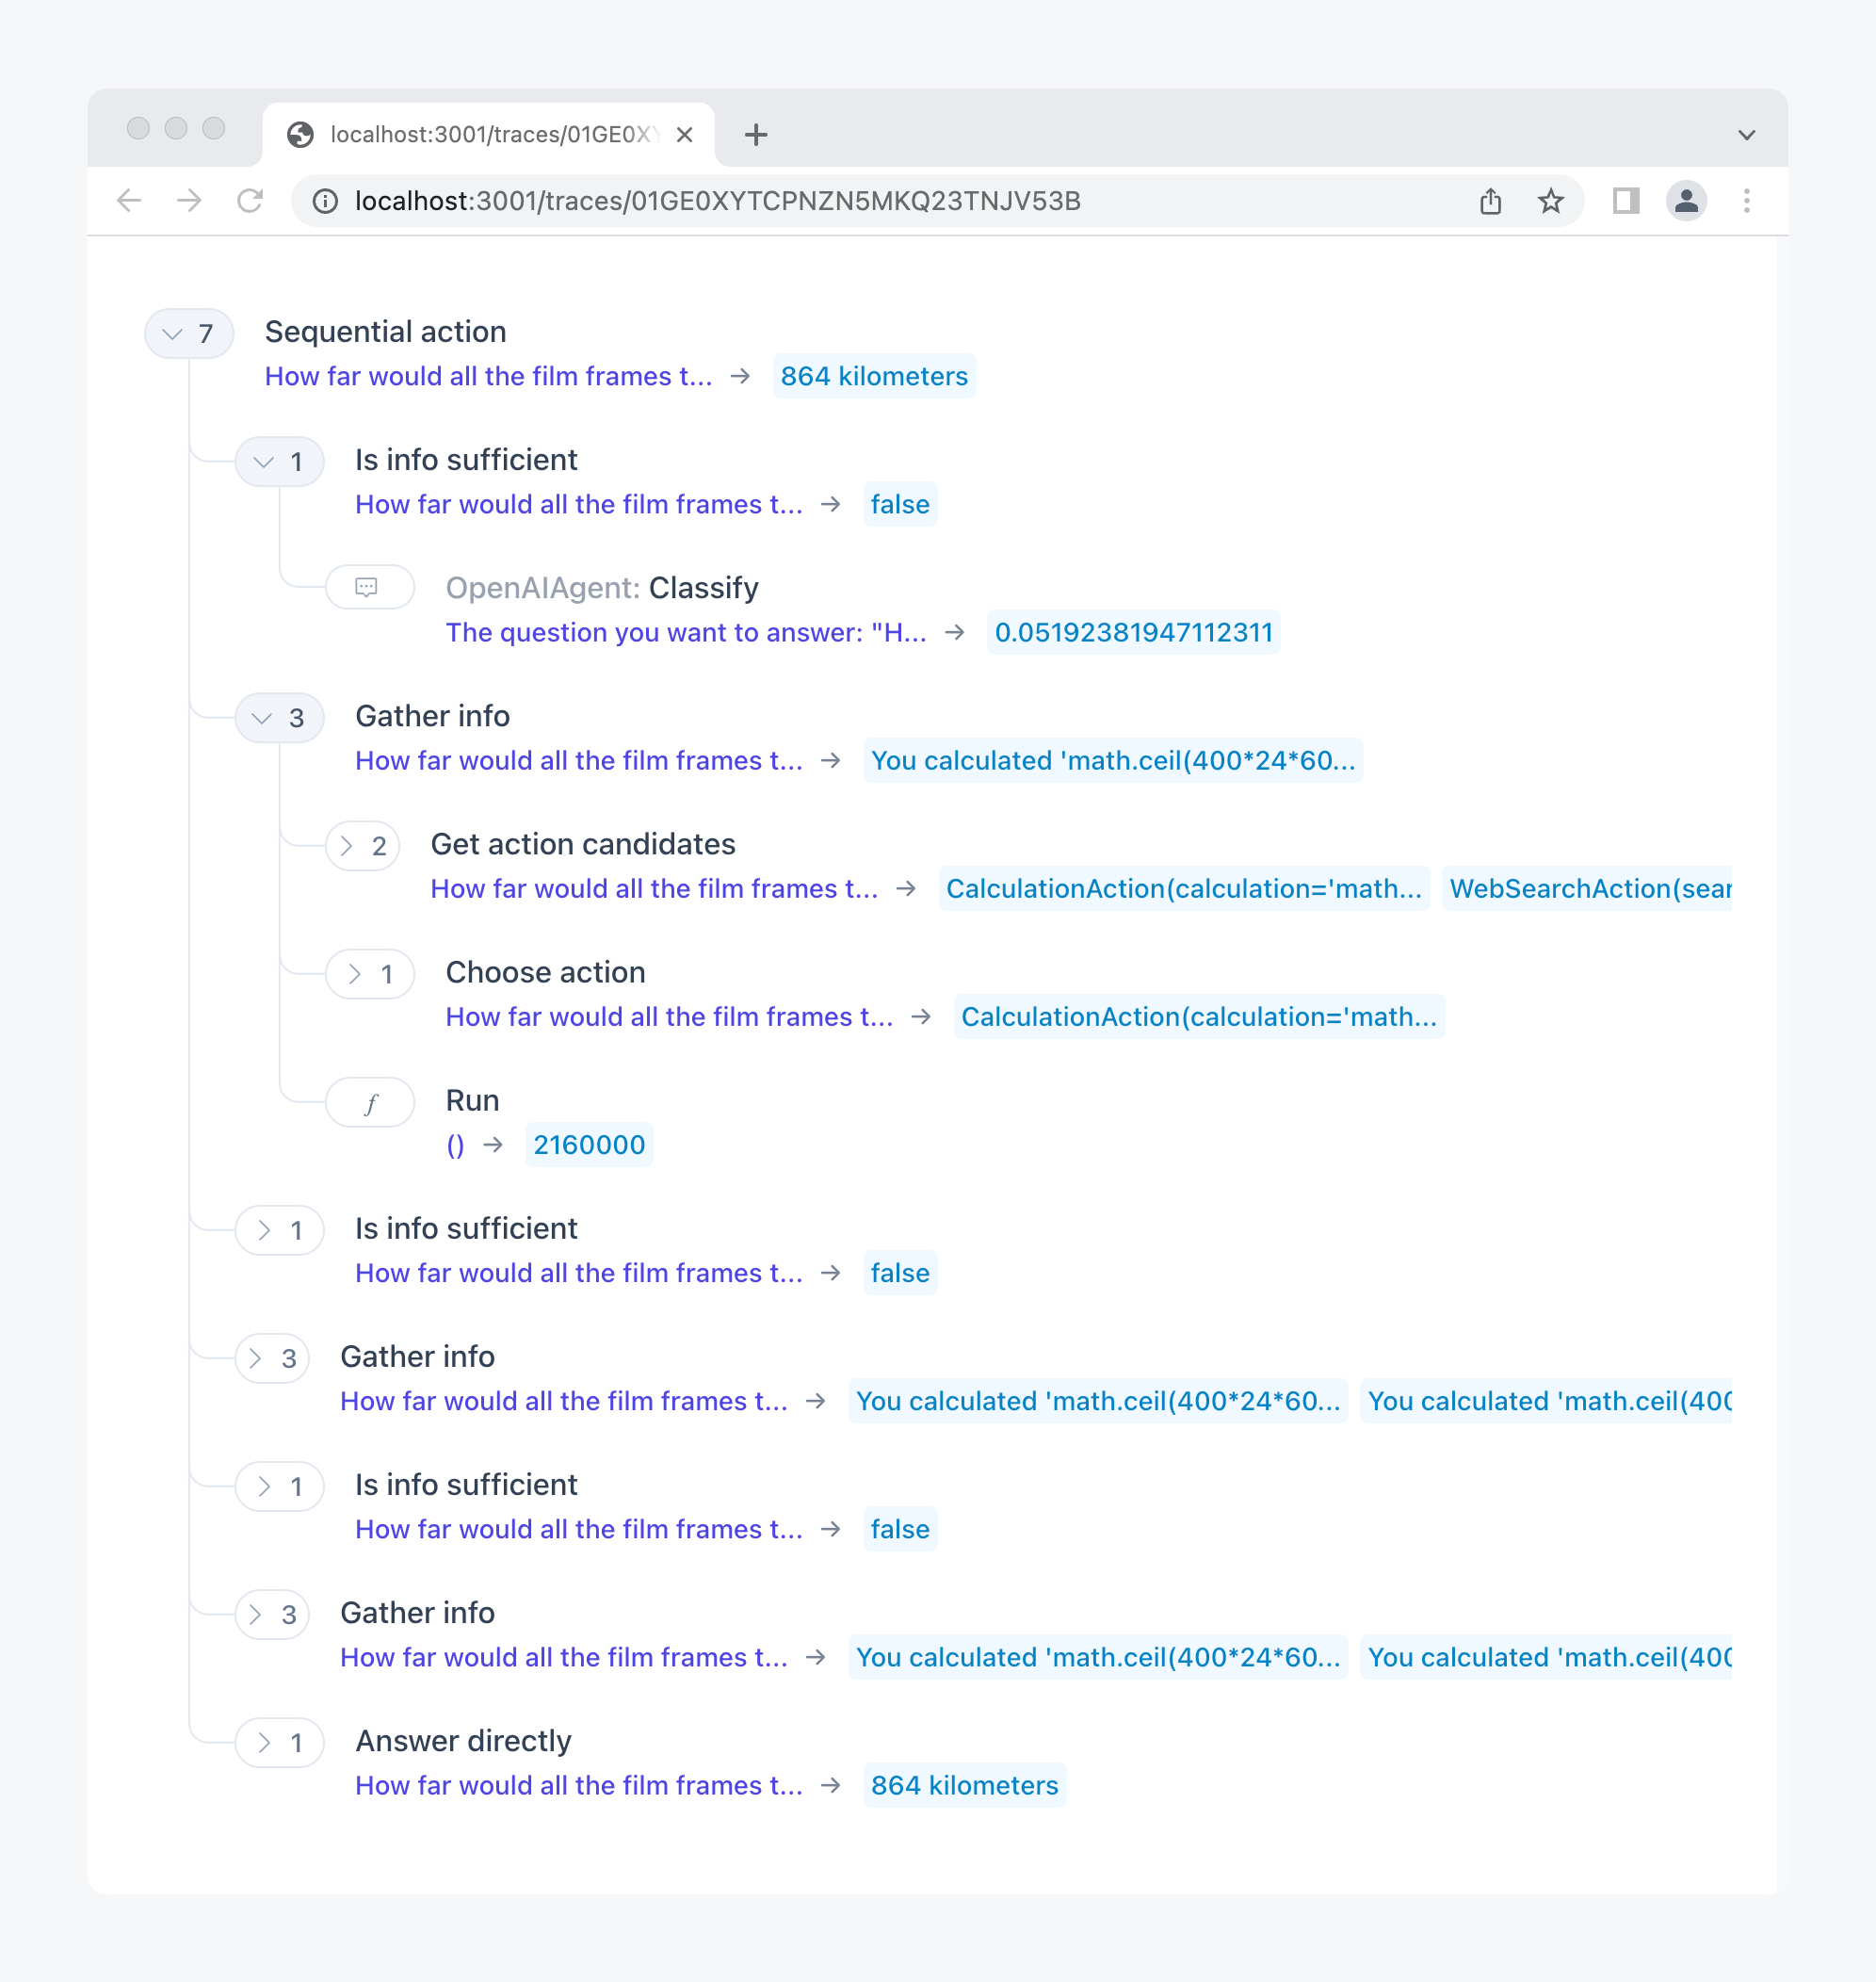 localhost:3001/traces/01GE0XY
localhost:3001/traces/01GE0XYTCPNZN5MKQ23TNJV53B
7 Sequential action
How far would all the film frames t... → 864 kilometers
1 Is info sufficient
How far would all the film frames t... → false
OpenAIAgent: Classify
The question you want to answer: "H... → 0.05192381947112311
3 Gather info
How far would all the film frames t... → You calculated 'math.ceil(400*24*60...
2 Get action candidates
How far would all the film frames t... → CalculationAction(calculation='math... WebSearchAction(sear
1 Choose action
How far would all the film frames t... → CalculationAction(calculation='math...
f Run
() → 2160000
1 Is info sufficient
How far would all the film frames t... → false
3 Gather info
How far would all the film frames t... → You calculated 'math.ceil(400*24*60... You calculated 'math.ceil(400
1 Is info sufficient
How far would all the film frames t... → false
3 Gather info
How far would all the film frames t... → You calculated 'math.ceil(400*24*60... You calculated 'math.ceil(400
1 Answer directly
How far would all the film frames t... → 864 kilometers